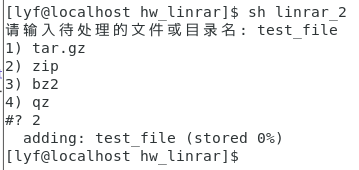 [lyf@localhost hw_linrar]$ sh linrar_2
请输入待处理的文件或目录名: test_file
1) tar.gz
2) zip
3) bz2
4) qz
#? 2
  adding: test_file (stored 0%)
[lyf@localhost hw_linrar]$